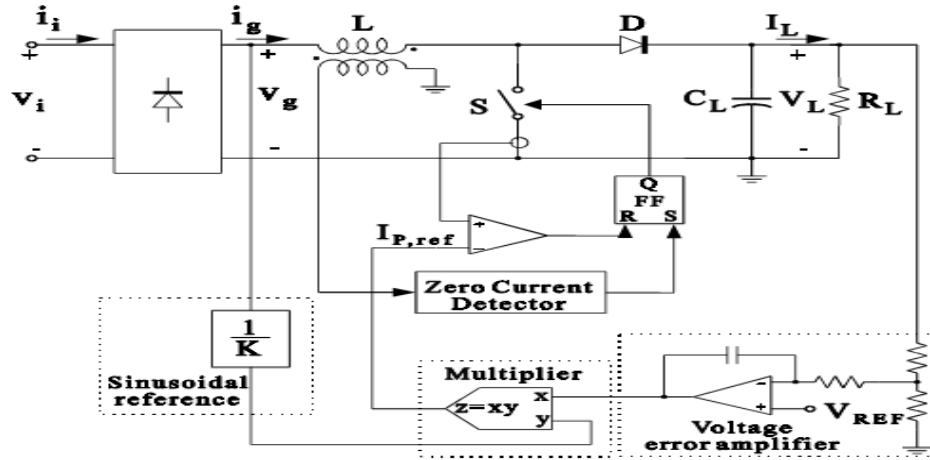 i_i
i_g
L
D
I_L
+
+
+
v_i
v_g
S
C_L
V_L
R_L
-
-
-
Q
FF
R S
I_P,ref
+
-
Zero Current
Detector
1
K
Sinusoidal
reference
Multiplier
z=xy
x
y
-
+
V_REF
Voltage
error amplifier